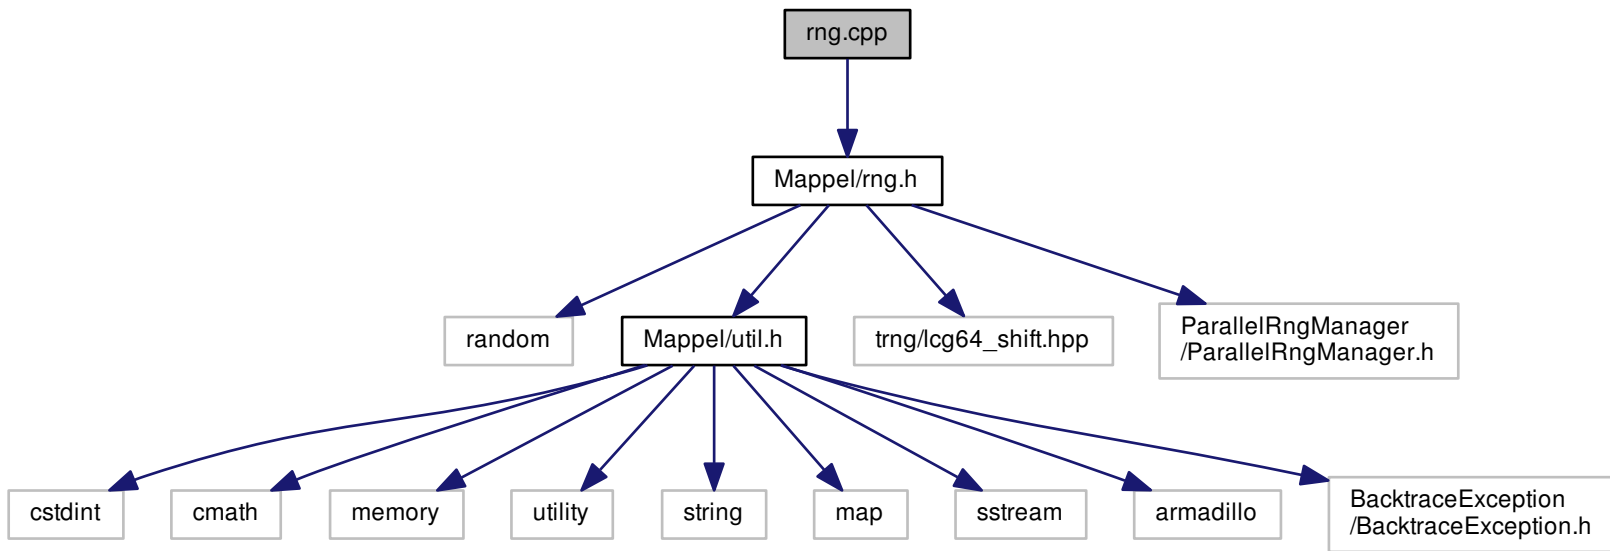 rng.cpp
Mappel/rng.h
random
Mappel/util.h
trng/lcg64_shift.hpp
ParallelRngManager
/ParallelRngManager.h
cstdint
cmath
memory
utility
string
map
sstream
armadillo
BacktraceException
/BacktraceException.h